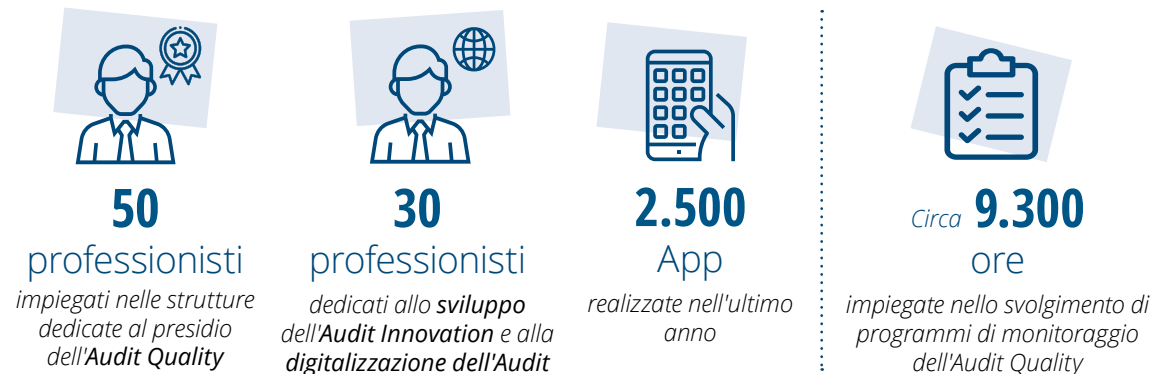 50
professionisti
impiegati nelle strutture
dedicate al presidio
dell'Audit Quality
30
professionisti
dedicati allo sviluppo
dell'Audit Innovation e alla
digitalizzazione dell'Audit
2.500
App
realizzate nell'ultimo
anno
Circa 9.300
ore
impiegate nello svolgimento di
programmi di monitoraggio
dell'Audit Quality